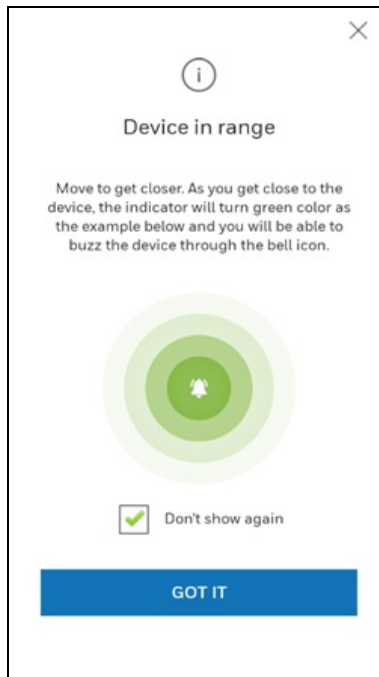 Device in range
Move to get closer. As you get close to the
device, the indicator will turn green color as
the example below and you will be able to
buzz the device through the bell icon.
Don't show again
GOT IT